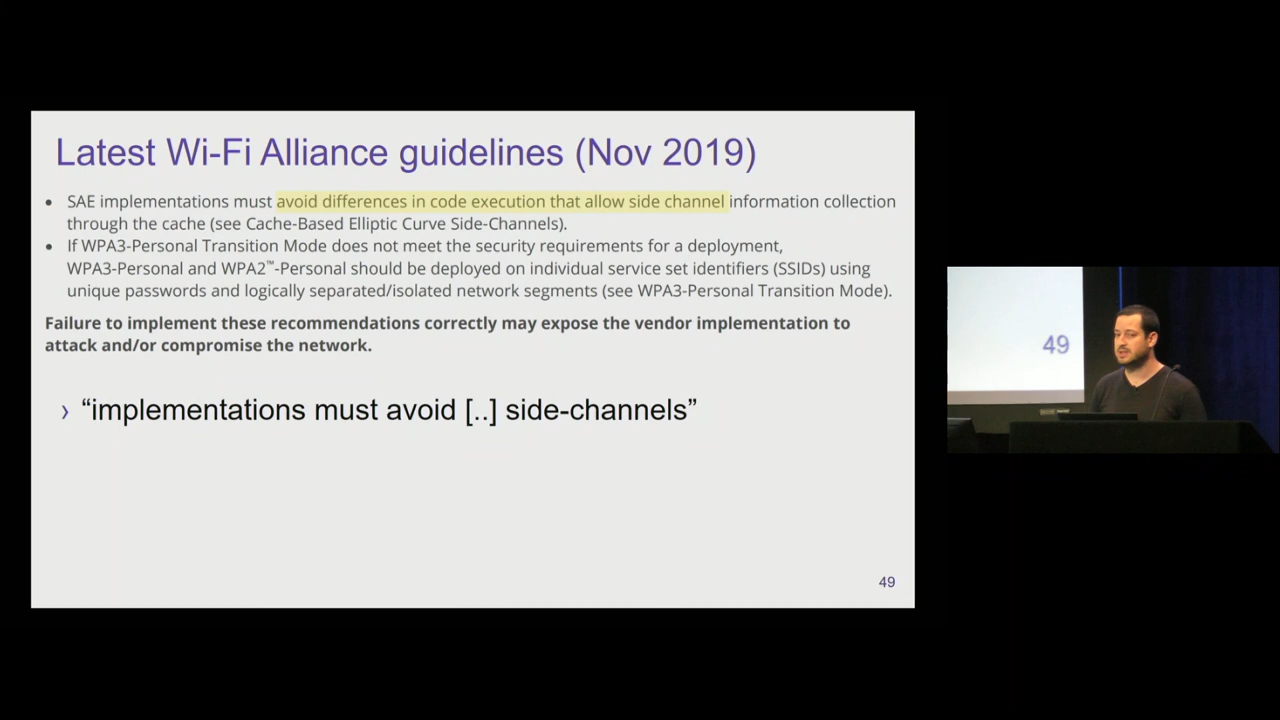 Latest Wi-Fi Alliance guidelines (Nov 2019)
• SAE implementations must avoid differences in code execution that allow side channel information collection
through the cache (see Cache-Based Elliptic Curve Side-Channels).
• If WPA3-Personal Transition Mode does not meet the security requirements for a deployment,
WPA3-Personal and WPA2™-Personal should be deployed on individual service set identifiers (SSIDs) using
unique passwords and logically separated/isolated network segments (see WPA3-Personal Transition Mode).
Failure to implement these recommendations correctly may expose the vendor implementation to
attack and/or compromise the network.
› “implementations must avoid [..] side-channels”
49
49